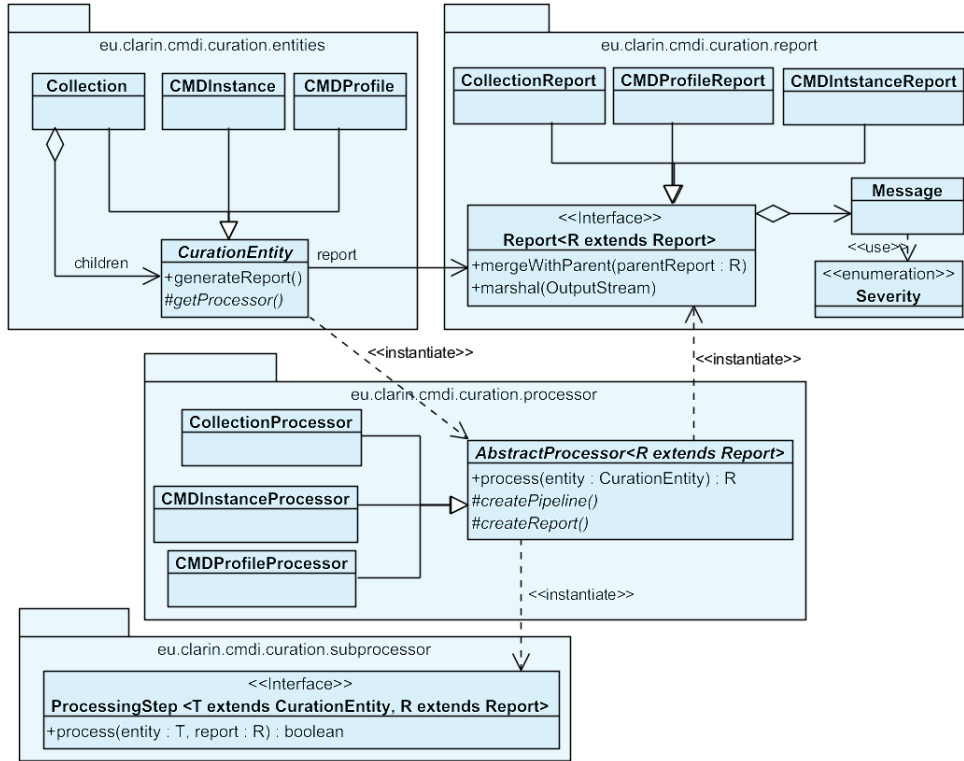 eu.clarin.cmdi.curation.entities
Collection
CMDInstance
CMDProfile
children
CurationEntity
+generateReport()
#getProcessor()
report
eu.clarin.cmdi.curation.report
CollectionReport
CMDProfileReport
CMDIntstanceReport
<<Interface>>
Report<R extends Report>
+mergeWithParent(parentReport : R)
+marshal(OutputStream)
Message
<<use>>
<<enumeration>>
Severity
<<instantiate>>
<<instantiate>>
eu.clarin.cmdi.curation.processor
CollectionProcessor
CMDInstanceProcessor
CMDProfileProcessor
AbstractProcessor<R extends Report>
+process(entity : CurationEntity) : R
#createPipeline()
#createReport()
<<instantiate>>
eu.clarin.cmdi.curation.subprocessor
<<Interface>>
ProcessingStep <T extends CurationEntity, R extends Report>
+process(entity : T, report : R) : boolean